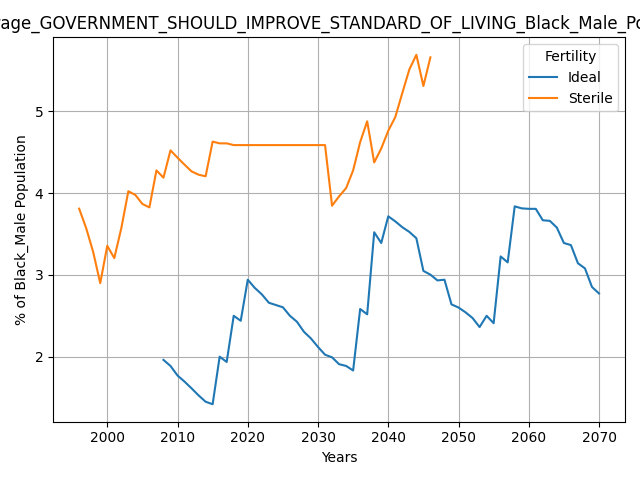 rage_GOVERNMENT_SHOULD_IMPROVE_STANDARD_OF_LIVING_Black_Male_Po
Fertility
Ideal
Sterile
% of Black_Male Population
5
4
3
2
2000 2010 2020 2030 2040 2050 2060 2070
Years